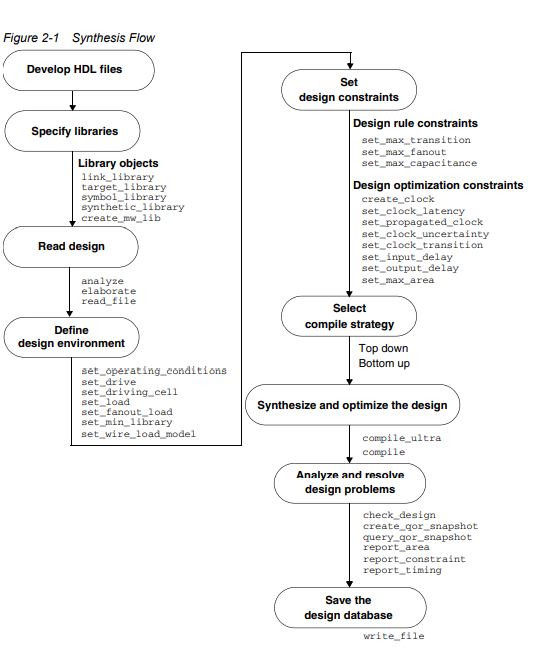 Figure 2-1 Synthesis Flow
Develop HDL files
Specify libraries
Library objects
link_library
target_library
symbol_library
synthetic_library
create_mw_lib
Read design
analyze
elaborate
read_file
Define
design environment
set_operating_conditions
set_drive
set_driving_cell
set_load
set_fanout_load
set_min_library
set_wire_load_model
Set
design constraints
Design rule constraints
set_max_transition
set_max_fanout
set_max_capacitance
Design optimization constraints
create_clock
set_clock_latency
set_propagated_clock
set_clock_uncertainty
set_clock_transition
set_input_delay
set_output_delay
set_max_area
Select
compile strategy
Top down
Bottom up
Synthesize and optimize the design
compile_ultra
compile
Analyze and resolve
design problems
check_design
create_qor_snapshot
query_qor_snapshot
report_area
report_constraint
report_timing
Save the
design database
write_file